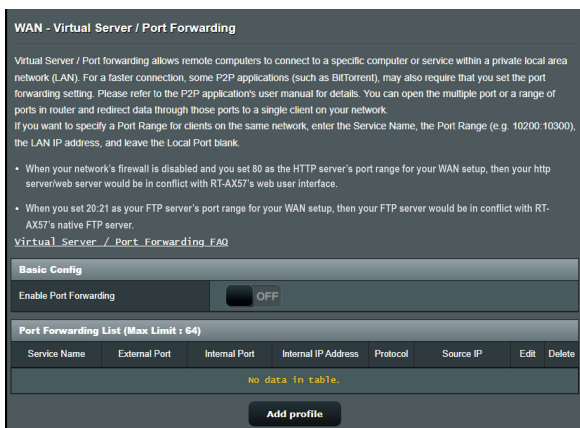 WAN - Virtual Server / Port Forwarding
Virtual Server / Port forwarding allows remote computers to connect to a specific computer or service within a private local area
network (LAN). For a faster connection, some P2P applications (such as BitTorrent), may also require that you set the port
forwarding setting. Please refer to the P2P application's user manual for details. You can open the multiple port or a range of
ports in router and redirect data through those ports to a single client on your network.
If you want to specify a Port Range for clients on the same network, enter the Service Name, the Port Range (e.g. 10200:10300),
the LAN IP address, and leave the Local Port blank.
• When your network's firewall is disabled and you set 80 as the HTTP server's port range for your WAN setup, then your http
server/web server would be in conflict with RT-AX57's web user interface.
• When you set 20:21 as your FTP server's port range for your WAN setup, then your FTP server would be in conflict with RT-
AX57's native FTP server.
Virtual Server / Port Forwarding FAQ
Basic Config
Enable Port Forwarding OFF
Port Forwarding List (Max Limit : 64)
Service Name External Port Internal Port Internal IP Address Protocol Source IP Edit Delete
No data in table.
Add profile